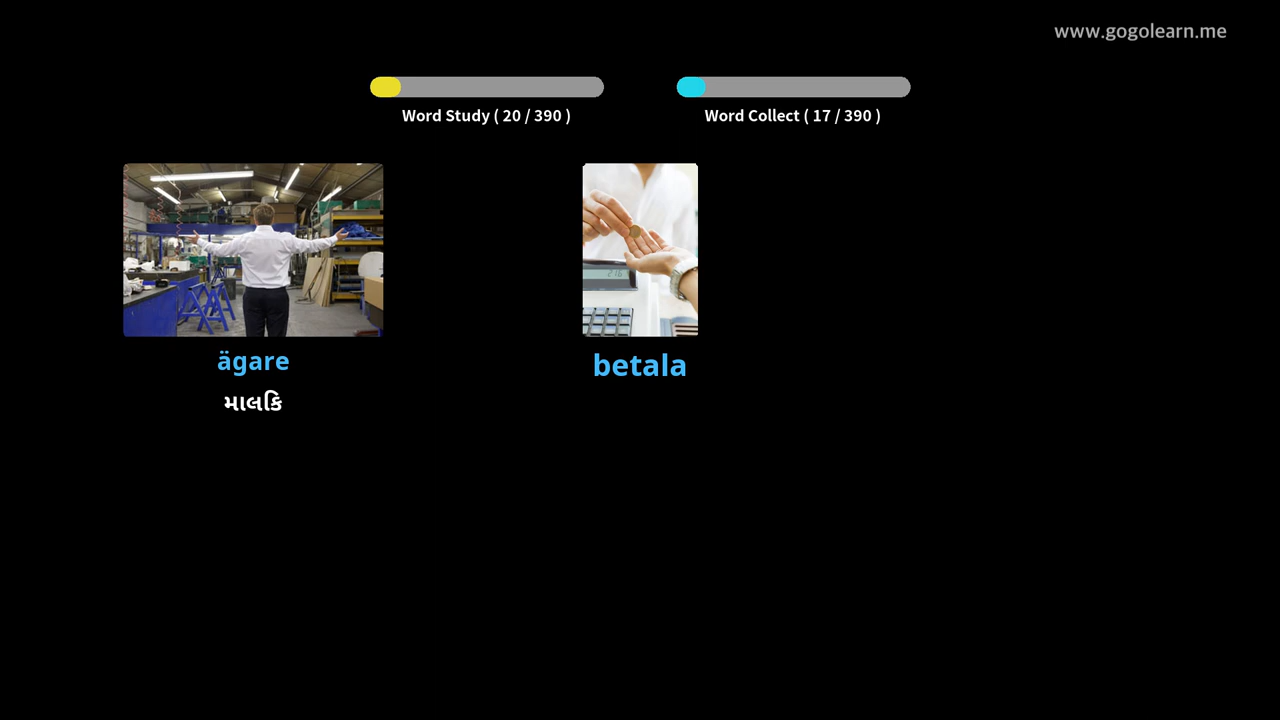 www.gogolearn.me
Word Study ( 20 / 390 )
Word Collect ( 17 / 390 )
ägare
માલિક
betala